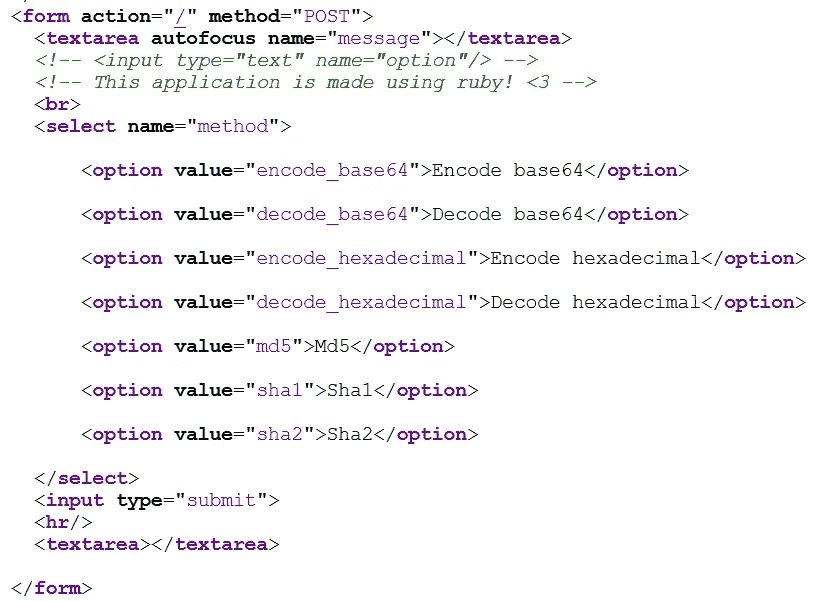 <form action="/" method="POST">
<textarea autofocus name="message"></textarea>
<!-- <input type="text" name="option"/> -->
<!-- This application is made using ruby! <3 -->
<br>
<select name="method">
<option value="encode_base64">Encode base64</option>
<option value="decode_base64">Decode base64</option>
<option value="encode_hexadecimal">Encode hexadecimal</option>
<option value="decode_hexadecimal">Decode hexadecimal</option>
<option value="md5">Md5</option>
<option value="sha1">Sha1</option>
<option value="sha2">Sha2</option>
</select>
<input type="submit">
<hr/>
<textarea></textarea>
</form>